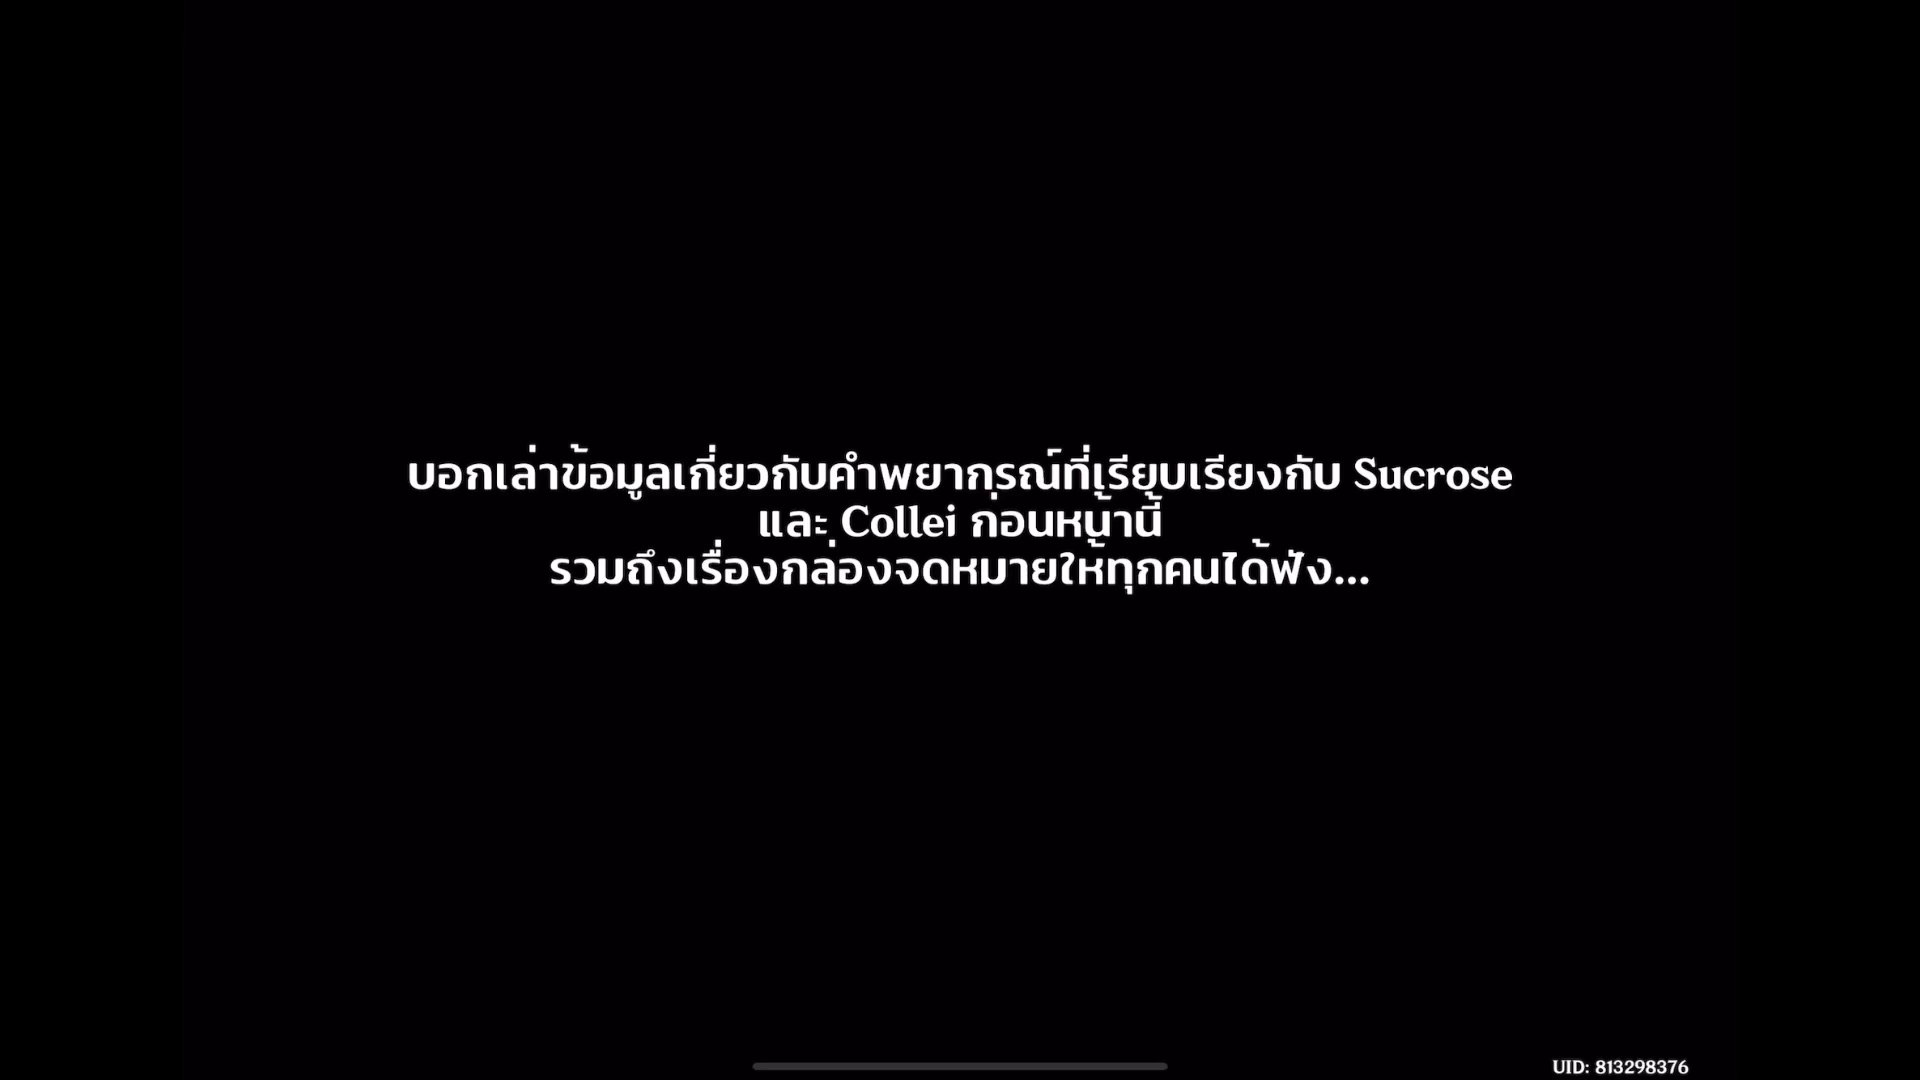 บอกเล่าข้อมูลเกี่ยวกับคำพยากรณ์ที่เรียบเรียงกับ Sucrose
และ Collei ก่อนหน้านี้
รวมถึงเรื่องกล่องจดหมายให้ทุกคนได้ฟัง...
UID: 813298376